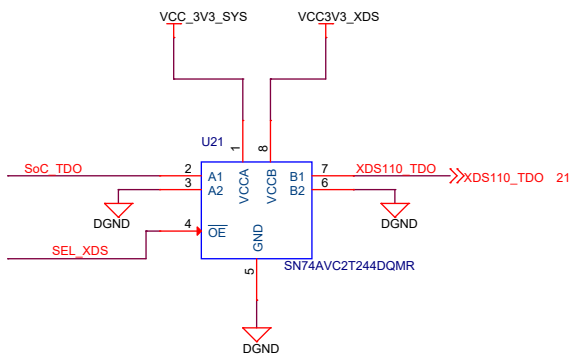 VCC_3V3_SYS
VCC3V3_XDS
U21
1
8
SoC_TDO
2
A1
VCCA
VCCB
B1
7
XDS110_TDO
XDS110_TDO 21
3
A2
B2
6
DGND
DGND
4
OE
GND
SEL_XDS
5
SN74AVC2T244DQMR
DGND